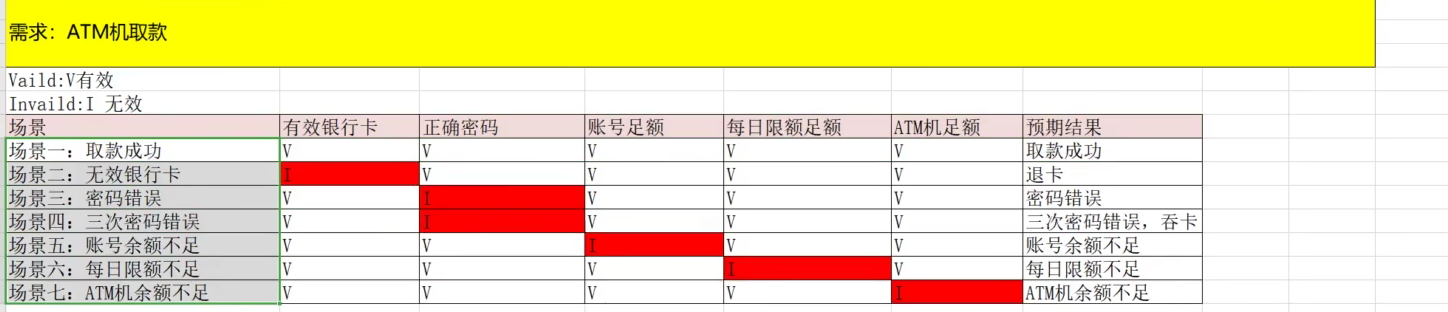 需求：ATM机取款
Vaild:V有效
Invaild:I 无效
场景 有效银行卡 正确密码 账号足额 每日限额足额 ATM机足额 预期结果
场景一：取款成功 V V V V V 取款成功
场景二：无效银行卡 I V V V V 退卡
场景三：密码错误 V I V V V 密码错误
场景四：三次密码错误 V I V V V 三次密码错误，吞卡
场景五：账号余额不足 V V I V V 账号余额不足
场景六：每日限额不足 V V V I V 每日限额不足
场景七：ATM机余额不足 V V V V I ATM机余额不足